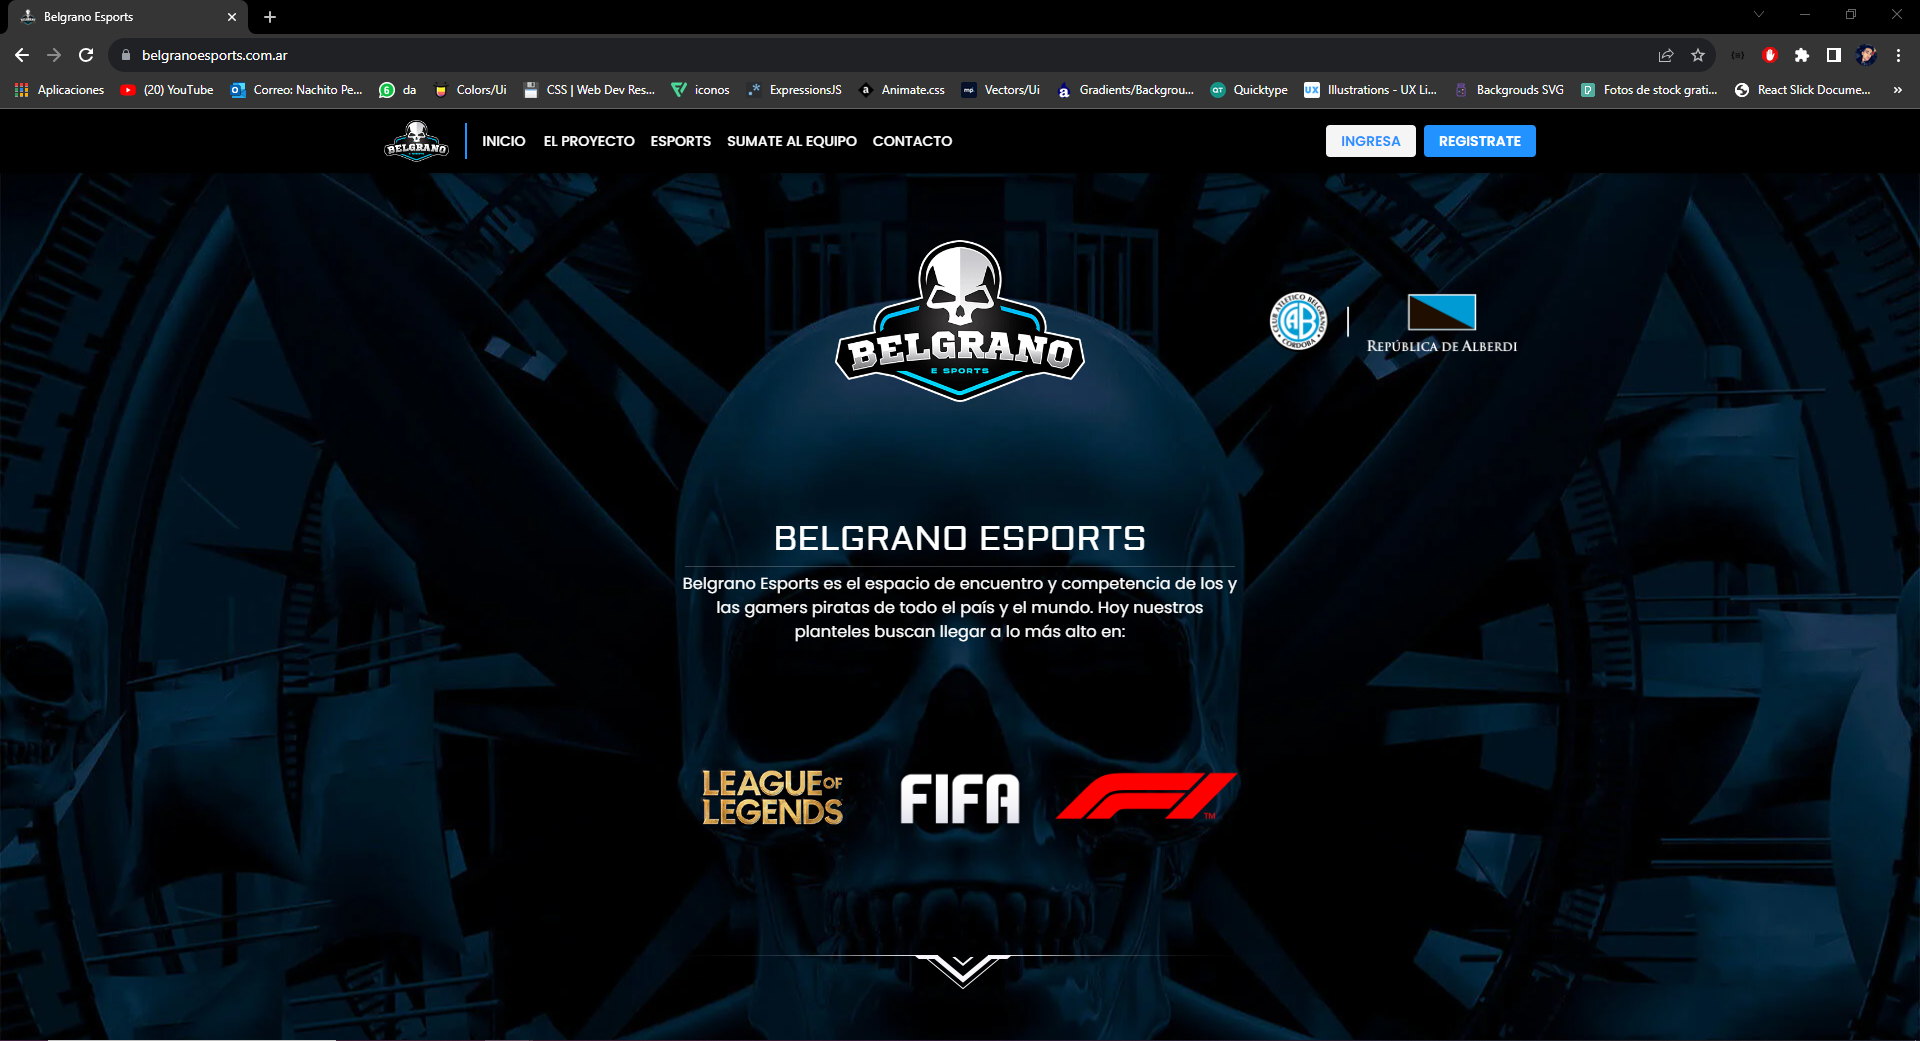 Belgrano Esports
belgranoesports.com.ar
Aplicaciones
(20) YouTube
Correo: Nachito Pe...
da
Colors/Ui
CSS | Web Dev Res...
iconos
ExpressionsJS
Animate.css
Vectors/Ui
Gradients/Backgrou...
Quicktype
Illustrations - UX Li...
Backgrouds SVG
Fotos de stock grati...
React Slick Docume...
»
BELGRANO
INICIO
EL PROYECTO
ESPORTS
SUMATE AL EQUIPO
CONTACTO
INGRESA
REGISTRATE
BELGRANO
E SPORTS
CLUB ATLETICO BELGRANO
CORDOBA
AB
REPÚBLICA DE ALBERDI
BELGRANO ESPORTS
Belgrano Esports es el espacio de encuentro y competencia de los y
las gamers piratas de todo el país y el mundo. Hoy nuestros
planteles buscan llegar a lo más alto en:
LEAGUE OF
LEGENDS
FIFA
F1
TM